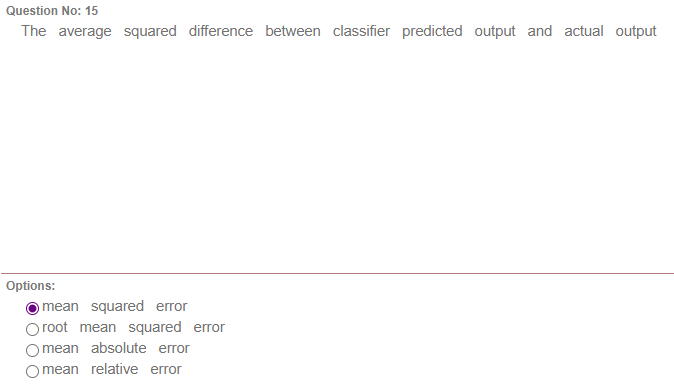 Question No: 15
The average squared difference between classifier predicted output and actual output
Options:
mean squared error
root mean squared error
mean absolute error
mean relative error